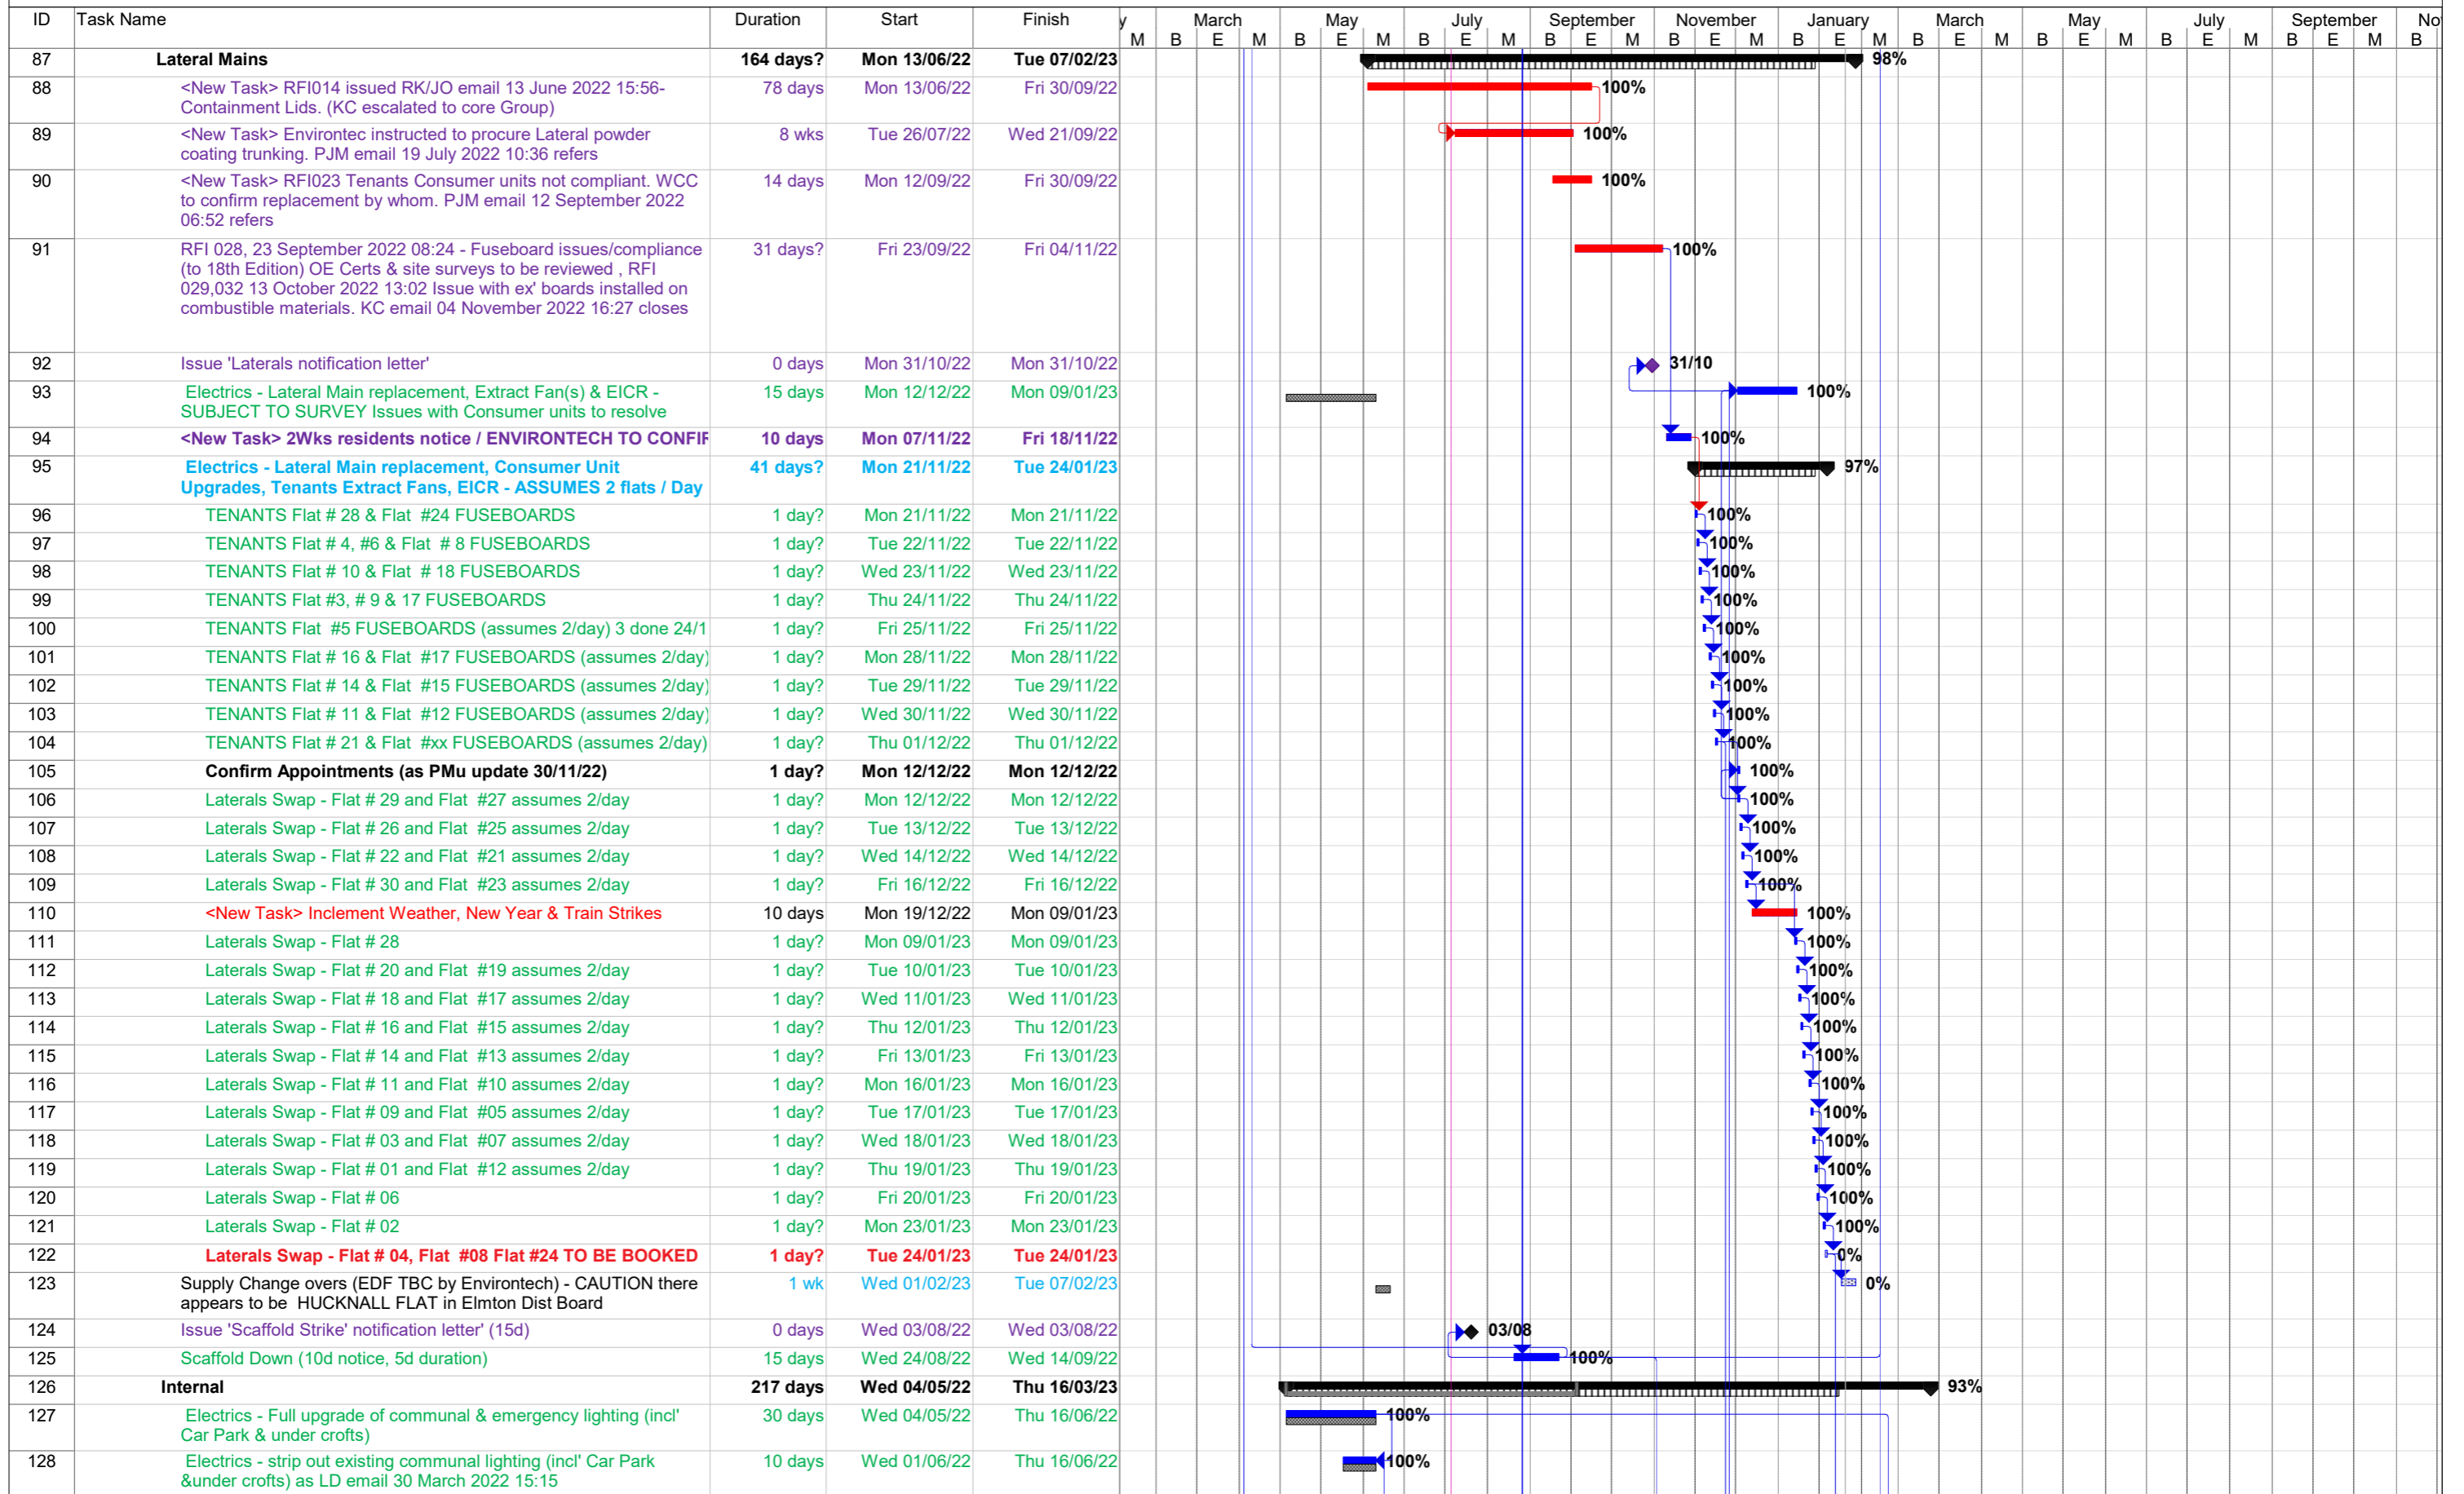 ID Task Name Duration Start Finish y March May July September November January March May July September No
M B E M B E M B E M B E M B E M B E M B E M B E M B E M B E M B
87 Lateral Mains 164 days? Mon 13/06/22 Tue 07/02/23 98%
88 <New Task> RFI014 issued RK/JO email 13 June 2022 15:56- 78 days Mon 13/06/22 Fri 30/09/22 100%
Containment Lids. (KC escalated to core Group)
89 <New Task> Environtec instructed to procure Lateral powder 8 wks Tue 26/07/22 Wed 21/09/22 100%
coating trunking. PJM email 19 July 2022 10:36 refers
90 <New Task> RFI023 Tenants Consumer units not compliant. WCC 14 days Mon 12/09/22 Fri 30/09/22 100%
to confirm replacement by whom. PJM email 12 September 2022
06:52 refers
91 RFI 028, 23 September 2022 08:24 - Fuseboard issues/compliance 31 days? Fri 23/09/22 Fri 04/11/22 100%
(to 18th Edition) OE Certs & site surveys to be reviewed , RFI
029,032 13 October 2022 13:02 Issue with ex' boards installed on
combustible materials. KC email 04 November 2022 16:27 closes
92 Issue 'Laterals notification letter' 0 days Mon 31/10/22 Mon 31/10/22 31/10
93 Electrics - Lateral Main replacement, Extract Fan(s) & EICR - 15 days Mon 12/12/22 Mon 09/01/23 100%
SUBJECT TO SURVEY Issues with Consumer units to resolve
94 <New Task> 2Wks residents notice / ENVIRONTECH TO CONFIR 10 days Mon 07/11/22 Fri 18/11/22 100%
95 Electrics - Lateral Main replacement, Consumer Unit 41 days? Mon 21/11/22 Tue 24/01/23 97%
Upgrades, Tenants Extract Fans, EICR - ASSUMES 2 flats / Day
96 TENANTS Flat # 28 & Flat #24 FUSEBOARDS 1 day? Mon 21/11/22 Mon 21/11/22 100%
97 TENANTS Flat # 4, #6 & Flat # 8 FUSEBOARDS 1 day? Tue 22/11/22 Tue 22/11/22 100%
98 TENANTS Flat # 10 & Flat # 18 FUSEBOARDS 1 day? Wed 23/11/22 Wed 23/11/22 100%
99 TENANTS Flat #3, # 9 & 17 FUSEBOARDS 1 day? Thu 24/11/22 Thu 24/11/22 100%
100 TENANTS Flat #5 FUSEBOARDS (assumes 2/day) 3 done 24/1 1 day? Fri 25/11/22 Fri 25/11/22 100%
101 TENANTS Flat # 16 & Flat #17 FUSEBOARDS (assumes 2/day) 1 day? Mon 28/11/22 Mon 28/11/22 100%
102 TENANTS Flat # 14 & Flat #15 FUSEBOARDS (assumes 2/day) 1 day? Tue 29/11/22 Tue 29/11/22 100%
103 TENANTS Flat # 11 & Flat #12 FUSEBOARDS (assumes 2/day) 1 day? Wed 30/11/22 Wed 30/11/22 100%
104 TENANTS Flat # 21 & Flat #xx FUSEBOARDS (assumes 2/day) 1 day? Thu 01/12/22 Thu 01/12/22 100%
105 Confirm Appointments (as PMu update 30/11/22) 1 day? Mon 12/12/22 Mon 12/12/22 100%
106 Laterals Swap - Flat # 29 and Flat #27 assumes 2/day 1 day? Mon 12/12/22 Mon 12/12/22 100%
107 Laterals Swap - Flat # 26 and Flat #25 assumes 2/day 1 day? Tue 13/12/22 Tue 13/12/22 100%
108 Laterals Swap - Flat # 22 and Flat #21 assumes 2/day 1 day? Wed 14/12/22 Wed 14/12/22 100%
109 Laterals Swap - Flat # 30 and Flat #23 assumes 2/day 1 day? Fri 16/12/22 Fri 16/12/22 100%
110 <New Task> Inclement Weather, New Year & Train Strikes 10 days Mon 19/12/22 Mon 09/01/23 100%
111 Laterals Swap - Flat # 28 1 day? Mon 09/01/23 Mon 09/01/23 100%
112 Laterals Swap - Flat # 20 and Flat #19 assumes 2/day 1 day? Tue 10/01/23 Tue 10/01/23 100%
113 Laterals Swap - Flat # 18 and Flat #17 assumes 2/day 1 day? Wed 11/01/23 Wed 11/01/23 100%
114 Laterals Swap - Flat # 16 and Flat #15 assumes 2/day 1 day? Thu 12/01/23 Thu 12/01/23 100%
115 Laterals Swap - Flat # 14 and Flat #13 assumes 2/day 1 day? Fri 13/01/23 Fri 13/01/23 100%
116 Laterals Swap - Flat # 11 and Flat #10 assumes 2/day 1 day? Mon 16/01/23 Mon 16/01/23 100%
117 Laterals Swap - Flat # 09 and Flat #05 assumes 2/day 1 day? Tue 17/01/23 Tue 17/01/23 100%
118 Laterals Swap - Flat # 03 and Flat #07 assumes 2/day 1 day? Wed 18/01/23 Wed 18/01/23 100%
119 Laterals Swap - Flat # 01 and Flat #12 assumes 2/day 1 day? Thu 19/01/23 Thu 19/01/23 100%
120 Laterals Swap - Flat # 06 1 day? Fri 20/01/23 Fri 20/01/23 100%
121 Laterals Swap - Flat # 02 1 day? Mon 23/01/23 Mon 23/01/23 100%
122 Laterals Swap - Flat # 04, Flat #08 Flat #24 TO BE BOOKED 1 day? Tue 24/01/23 Tue 24/01/23 0%
123 Supply Change overs (EDF TBC by Environtech) - CAUTION there 1 wk Wed 01/02/23 Tue 07/02/23 0%
appears to be HUCKNALL FLAT in Elmton Dist Board
124 Issue 'Scaffold Strike' notification letter' (15d) 0 days Wed 03/08/22 Wed 03/08/22 03/08
125 Scaffold Down (10d notice, 5d duration) 15 days Wed 24/08/22 Wed 14/09/22 100%
126 Internal 217 days Wed 04/05/22 Thu 16/03/23 93%
127 Electrics - Full upgrade of communal & emergency lighting (incl' 30 days Wed 04/05/22 Thu 16/06/22 100%
Car Park & under crofts)
128 Electrics - strip out existing communal lighting (incl' Car Park 10 days Wed 01/06/22 Thu 16/06/22 100%
&under crofts) as LD email 30 March 2022 15:15